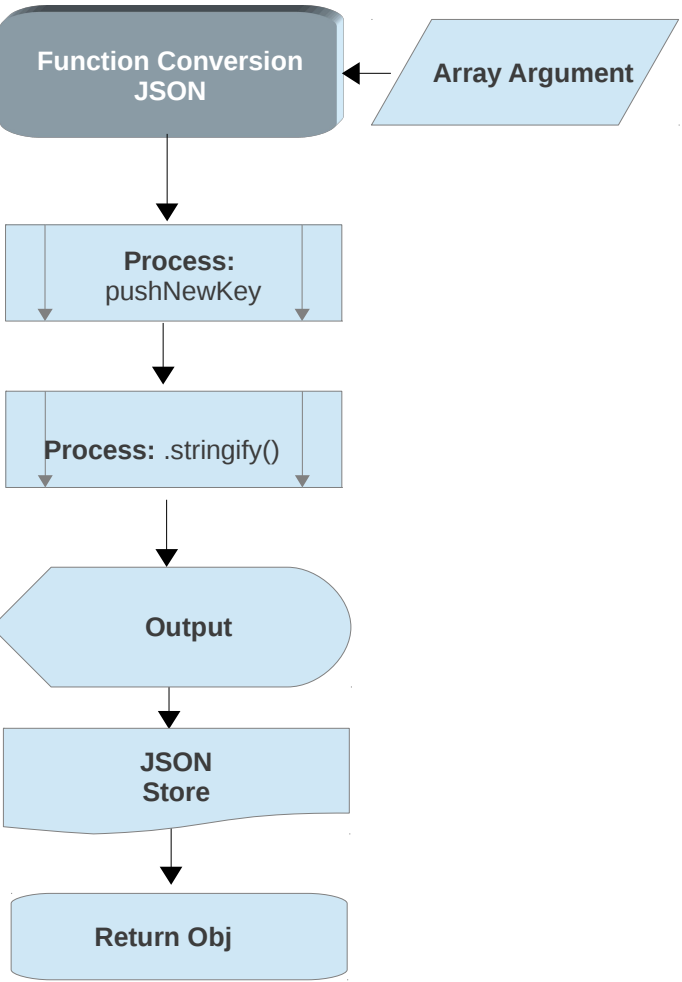 Function Conversion
JSON
Array Argument
Process:
pushNewKey
Process: .stringify()
Output
JSON
Store
Return Obj